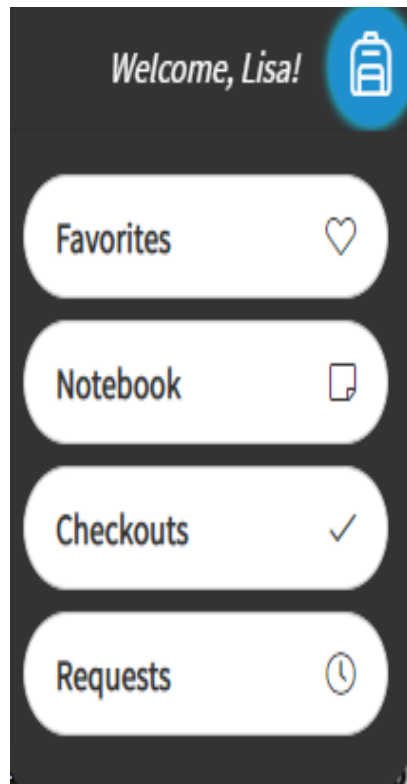 Welcome, Lisa!
Favorites
Notebook
Checkouts
Requests